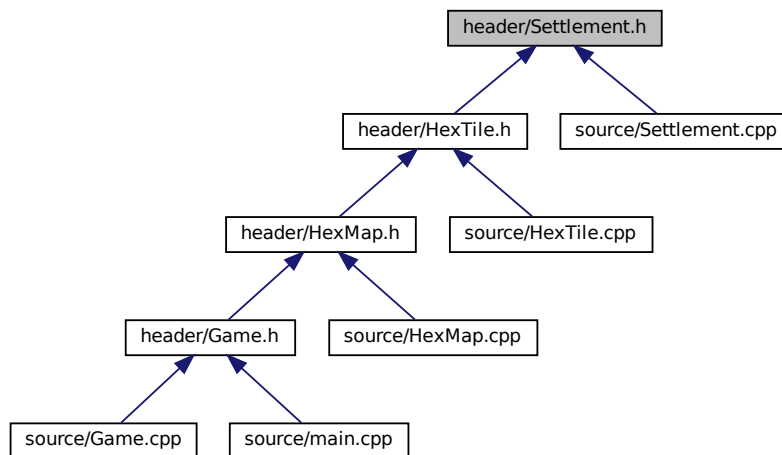 header/Settlement.h
header/HexTile.h
source/Settlement.cpp
header/HexMap.h
source/HexTile.cpp
header/Game.h
source/HexMap.cpp
source/Game.cpp
source/main.cpp